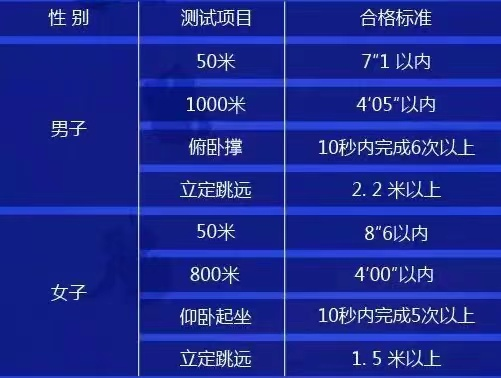 性 别 测试项目 合格标准
男子
50米 7″1 以内
1000米 4′05″以内
俯卧撑 10秒内完成6次以上
立定跳远 2. 2 米以上
女子
50米 8″6以内
800米 4′00″以内
仰卧起坐 10秒内完成5次以上
立定跳远 1. 5 米以上